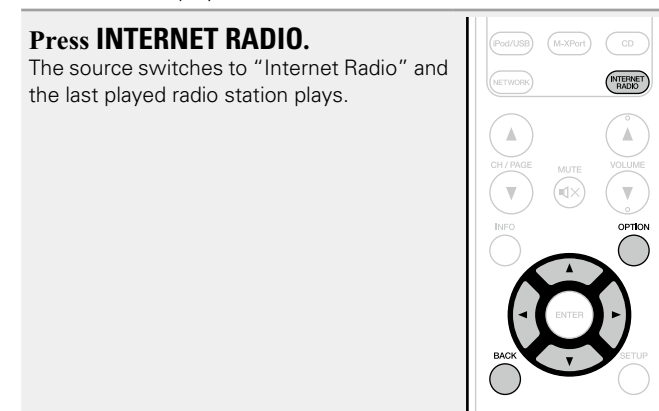 Press INTERNET RADIO.
The source switches to “Internet Radio” and
the last played radio station plays.
iPod/USB M-XPort CD
NETWORK INTERNET
RADIO
CH / PAGE MUTE VOLUME
INFO OPTION
ENTER
BACK SETUP